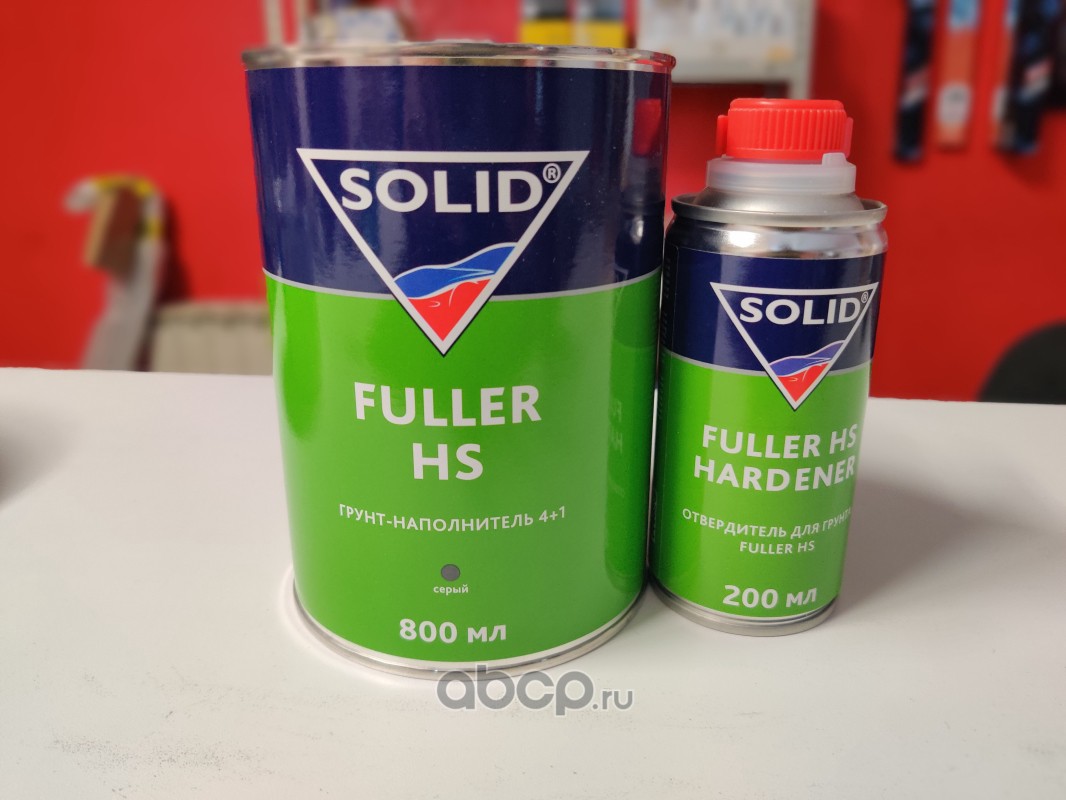 SOLID®
FULLER
HS
ГРУНТ-НАПОЛНИТЕЛЬ 4+1
серый
800 мл
SOLID®
FULLER HS
HARDENER
ОТВЕРДИТЕЛЬ ДЛЯ ГРУНТА
FULLER HS
200 мл
abcp.ru